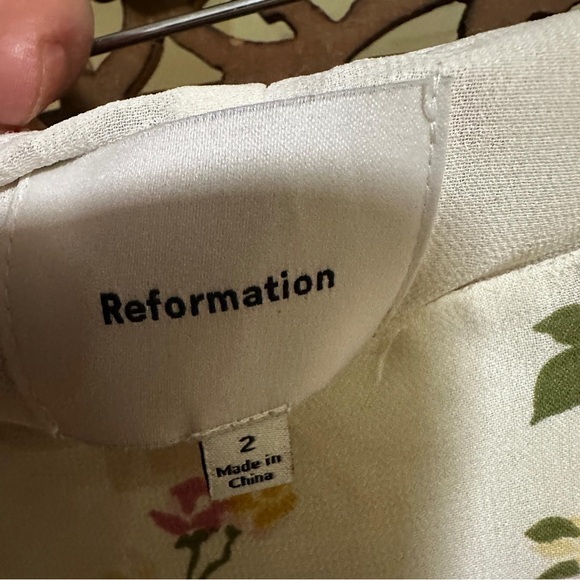 Reformation
2
Made in
China